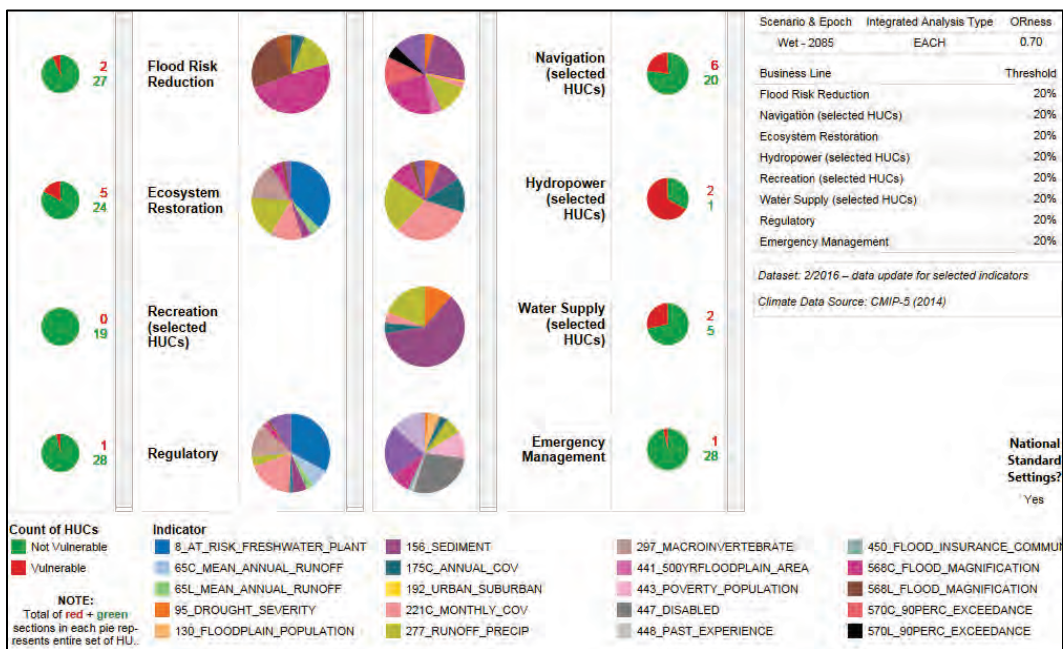 2
27
Flood Risk
Reduction
Navigation
(selected
HUCs)
6
20
5
24
Ecosystem
Restoration
Hydropower
(selected
HUCs)
2
1
0
19
Recreation
(selected
HUCs)
Water Supply
(selected
HUCs)
2
5
1
28
Regulatory
Emergency
Management
1
28
Scenario & Epoch Integrated Analysis Type ORness
Wet - 2085 EACH 0.70
Business Line Threshold
Flood Risk Reduction 20%
Navigation (selected HUCs) 20%
Ecosystem Restoration 20%
Hydropower (selected HUCs) 20%
Recreation (selected HUCs) 20%
Water Supply (selected HUCs) 20%
Regulatory 20%
Emergency Management 20%
Dataset: 2/2016 – data update for selected indicators
Climate Data Source: CMIP-5 (2014)
National
Standard
Settings?
Yes
Count of HUCs
Not Vulnerable
Vulnerable
NOTE:
Total of red + green
sections in each pie rep-
resents entire set of HU..
Indicator
8_AT_RISK_FRESHWATER_PLANT
65C_MEAN_ANNUAL_RUNOFF
65L_MEAN_ANNUAL_RUNOFF
95_DROUGHT_SEVERITY
130_FLOODPLAIN_POPULATION
156_SEDIMENT
175C_ANNUAL_COV
192_URBAN_SUBURBAN
221C_MONTHLY_COV
277_RUNOFF_PRECIP
297_MACROINVERTEBRATE
441_500YRFLOODPLAIN_AREA
443_POVERTY_POPULATION
447_DISABLED
448_PAST_EXPERIENCE
450_FLOOD_INSURANCE_COMMU
568C_FLOOD_MAGNIFICATION
568L_FLOOD_MAGNIFICATION
570C_90PERC_EXCEEDANCE
570L_90PERC_EXCEEDANCE